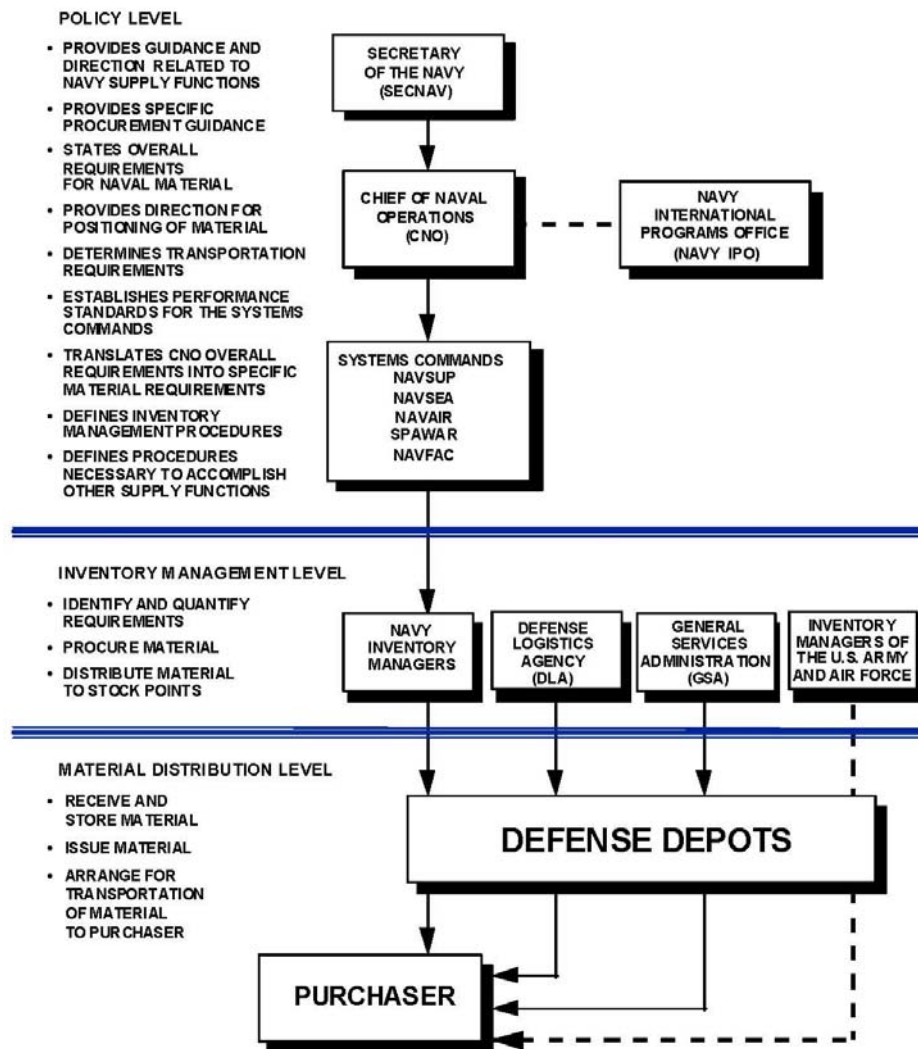 POLICY LEVEL
• PROVIDES GUIDANCE AND
DIRECTION RELATED TO
NAVY SUPPLY FUNCTIONS
• PROVIDES SPECIFIC
PROCUREMENT GUIDANCE
• STATES OVERALL
REQUIREMENTS
FOR NAVAL MATERIAL
• PROVIDES DIRECTION FOR
POSITIONING OF MATERIAL
• DETERMINES TRANSPORTATION
REQUIREMENTS
• ESTABLISHES PERFORMANCE
STANDARDS FOR THE SYSTEMS
COMMANDS
• TRANSLATES CNO OVERALL
REQUIREMENTS INTO SPECIFIC
MATERIAL REQUIREMENTS
• DEFINES INVENTORY
MANAGEMENT PROCEDURES
• DEFINES PROCEDURES
NECESSARY TO ACCOMPLISH
OTHER SUPPLY FUNCTIONS
SECRETARY
OF THE NAVY
(SECNAV)
CHIEF OF NAVAL
OPERATIONS
(CNO)
NAVY
INTERNATIONAL
PROGRAMS OFFICE
(NAVY IPO)
SYSTEMS COMMANDS
NAVSUP
NAVSEA
NAVAIR
SPAWAR
NAVFAC
INVENTORY MANAGEMENT LEVEL
• IDENTIFY AND QUANTIFY
REQUIREMENTS
• PROCURE MATERIAL
• DISTRIBUTE MATERIAL
TO STOCK POINTS
NAVY
INVENTORY
MANAGERS
DEFENSE
LOGISTICS
AGENCY
(DLA)
GENERAL
SERVICES
ADMINISTRATION
(GSA)
INVENTORY
MANAGERS OF
THE U.S. ARMY
AND AIR FORCE
MATERIAL DISTRIBUTION LEVEL
• RECEIVE AND
STORE MATERIAL
• ISSUE MATERIAL
• ARRANGE FOR
TRANSPORTATION
OF MATERIAL
TO PURCHASER
DEFENSE DEPOTS
PURCHASER